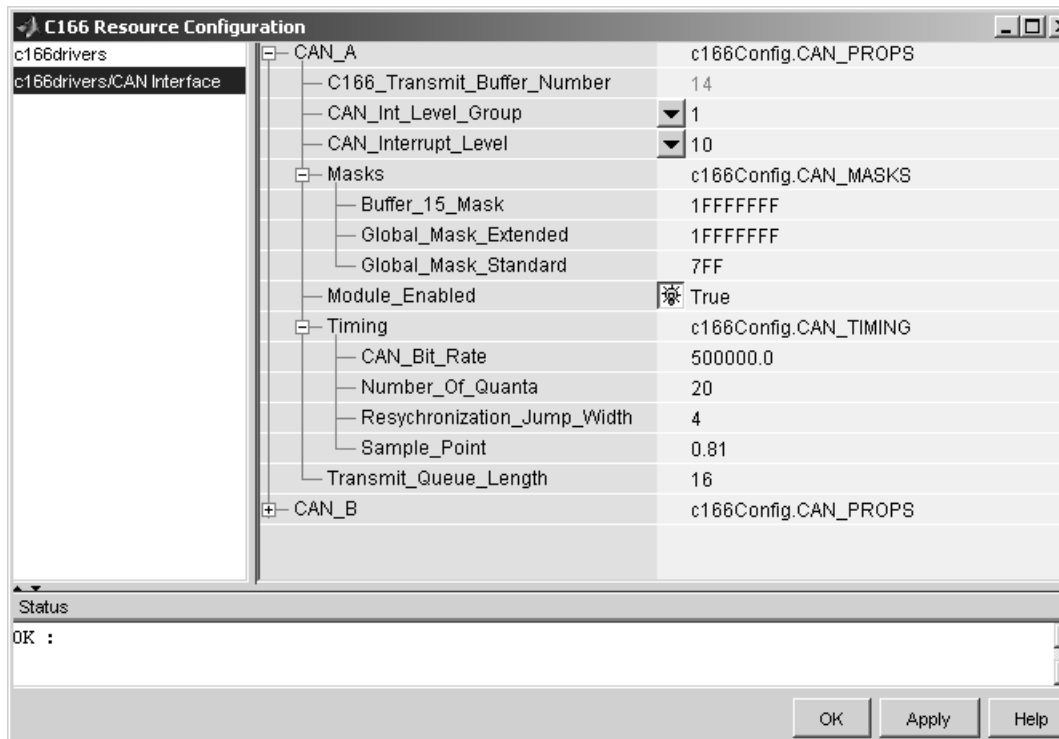 C166 Resource Configuration
c166drivers
c166drivers/CAN Interface
CAN_A c166Config.CAN_PROPS
C166_Transmit_Buffer_Number 14
CAN_Int_Level_Group 1
CAN_Interrupt_Level 10
Masks c166Config.CAN_MASKS
Buffer_15_Mask 1FFFFFFF
Global_Mask_Extended 1FFFFFFF
Global_Mask_Standard 7FF
Module_Enabled True
Timing c166Config.CAN_TIMING
CAN_Bit_Rate 500000.0
Number_Of_Quanta 20
Resychronization_Jump_Width 4
Sample_Point 0.81
Transmit_Queue_Length 16
CAN_B c166Config.CAN_PROPS
Status
OK :
OK Apply Help